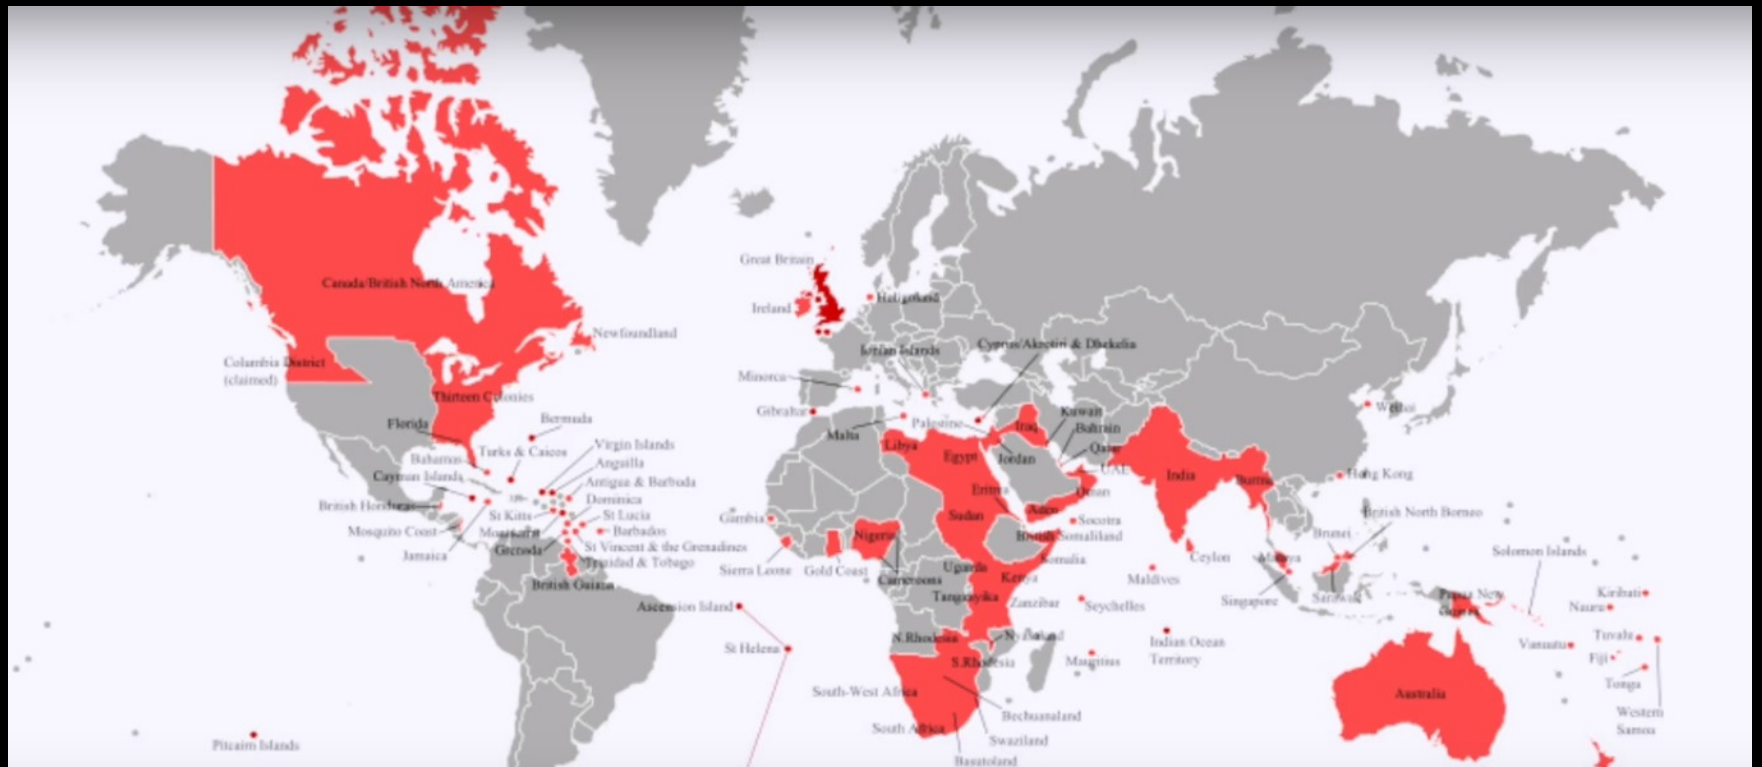 Canada/British North America
Newfoundland
Columbia District
(claimed)
Thirteen Colonies
Florida
Bermuda
Bahamas
Turks & Caicos
Virgin Islands
Cayman Islands
Anguilla
Antigua & Barbuda
British Honduras
Dominica
St Kitts
St Lucia
Mosquito Coast
Montserrat
Barbados
Jamaica
Grenada
St Vincent & the Grenadines
Trinidad & Tobago
British Guiana
Ascension Island
St Helena
Pitcairn Islands
Great Britain
Ireland
Heligoland
Ionian Islands
Cyprus/Akrotiri & Dhekelia
Minorca
Gibraltar
Malta
Palestine
Iraq
Kuwait
Bahrain
Qatar
UAE
Oman
Jordan
Libya
Egypt
Eritrea
Aden
Sudan
Socotra
British Somaliland
Somalia
Gambia
Sierra Leone
Gold Coast
Nigeria
Cameroons
Uganda
Kenya
Tanganyika
Zanzibar
Seychelles
Maldives
N.Rhodesia
Nyasaland
S.Rhodesia
Mauritius
Indian Ocean
Territory
South-West Africa
South Africa
Bechuanaland
Swaziland
Basutoland
India
Burma
Ceylon
Weihai
Hong Kong
British North Borneo
Brunei
Malaya
Singapore
Sarawak
Solomon Islands
Papua New
Guinea
Kiribati
Nauru
Tuvalu
Vanuatu
Fiji
Tonga
Western
Samoa
Australia